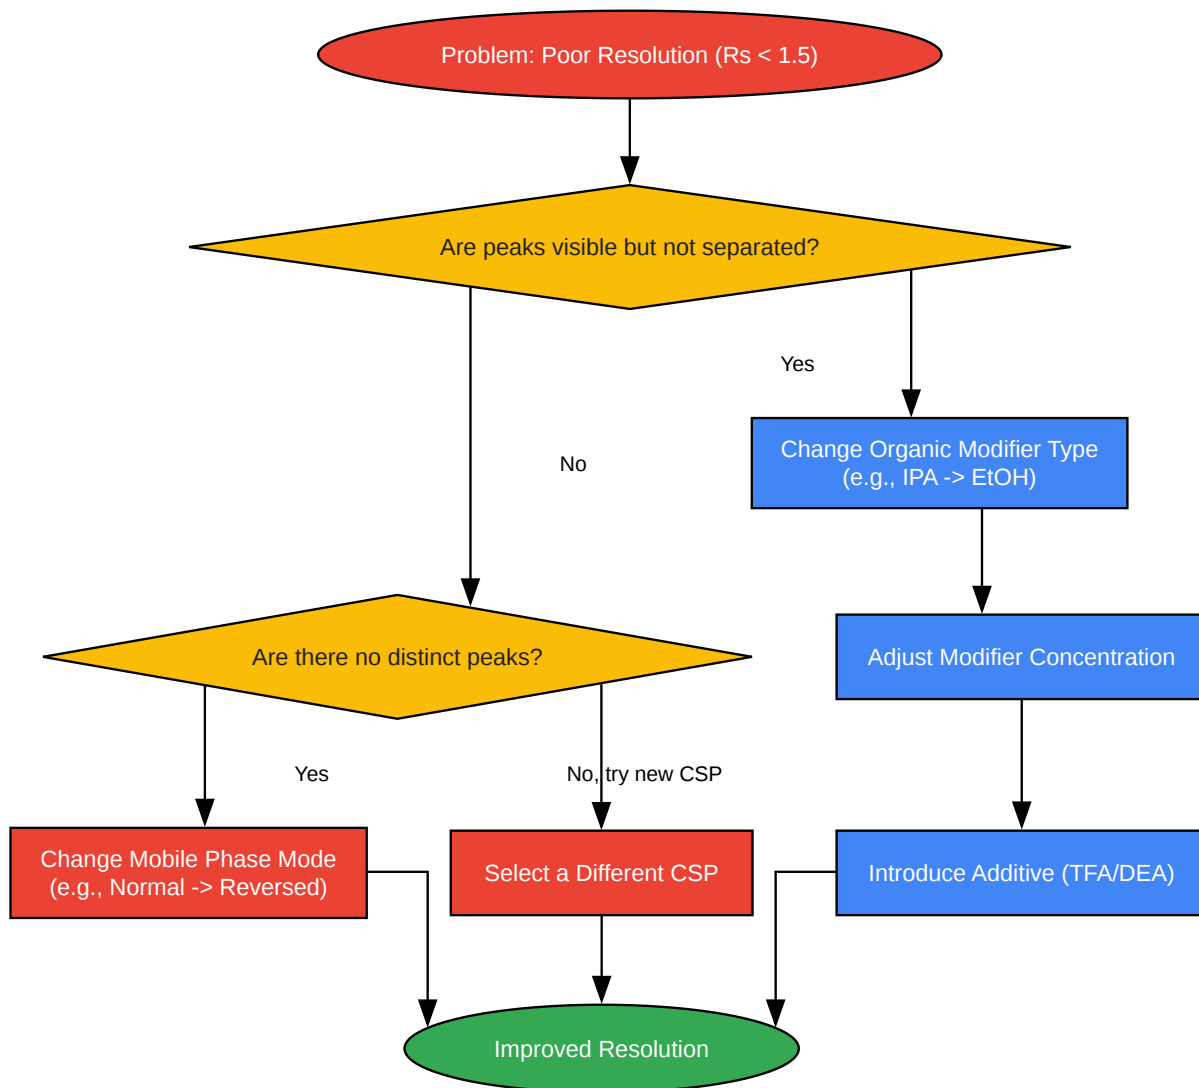 Problem: Poor Resolution (Rs < 1.5)
Are peaks visible but not separated?
Yes
Change Organic Modifier Type
(e.g., IPA -> EtOH)
No
Adjust Modifier Concentration
Are there no distinct peaks?
Yes
No, try new CSP
Change Mobile Phase Mode
(e.g., Normal -> Reversed)
Select a Different CSP
Introduce Additive (TFA/DEA)
Improved Resolution